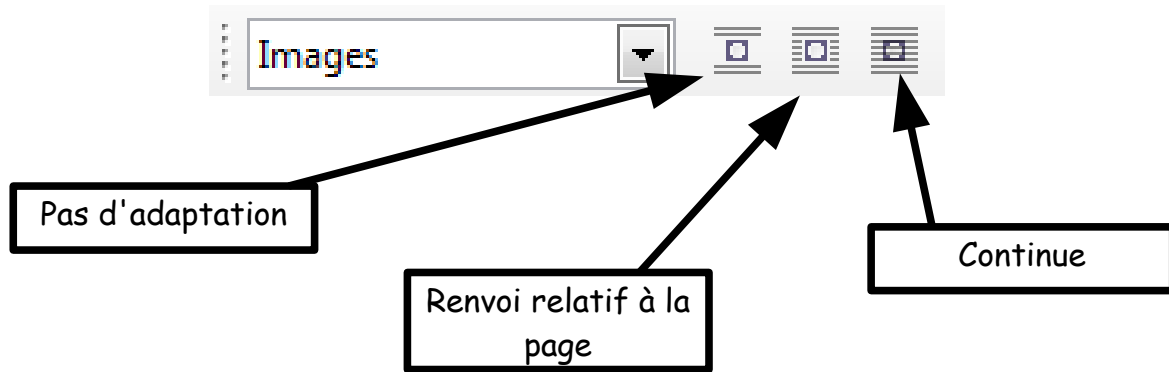 Images
Pas d'adaptation
Renvoi relatif à la
page
Continue